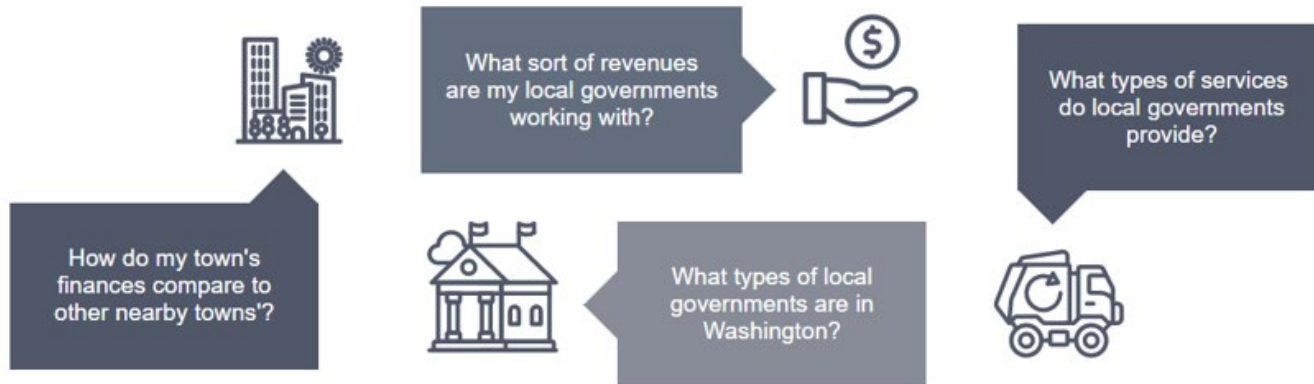 What sort of revenues
are my local governments
working with?
$
What types of services
do local governments
provide?
How do my town's
finances compare to
other nearby towns'?
What types of local
governments are in
Washington?